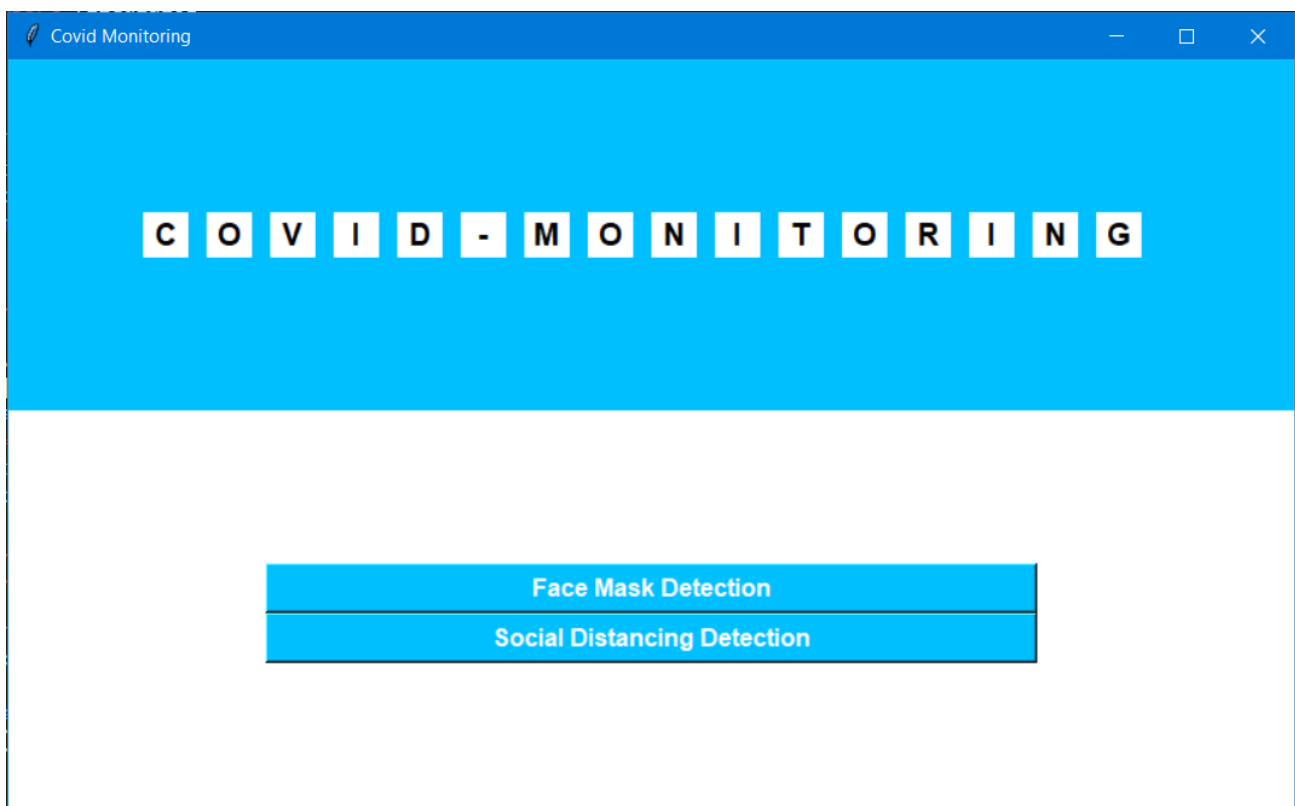 Covid Monitoring
C O V I D - M O N I T O R I N G
Face Mask Detection
Social Distancing Detection